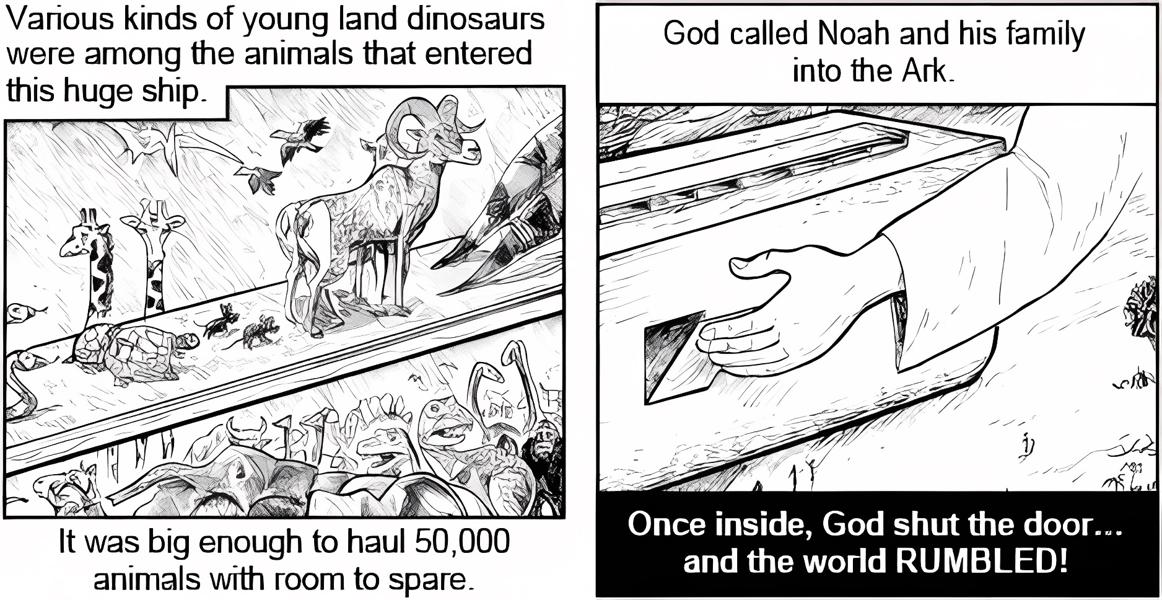 Various kinds of young land dinosaurs
were among the animals that entered
this huge ship.
It was big enough to haul 50,000
animals with room to spare.
God called Noah and his family
into the Ark.
Once inside, God shut the door...
and the world RUMBLED!